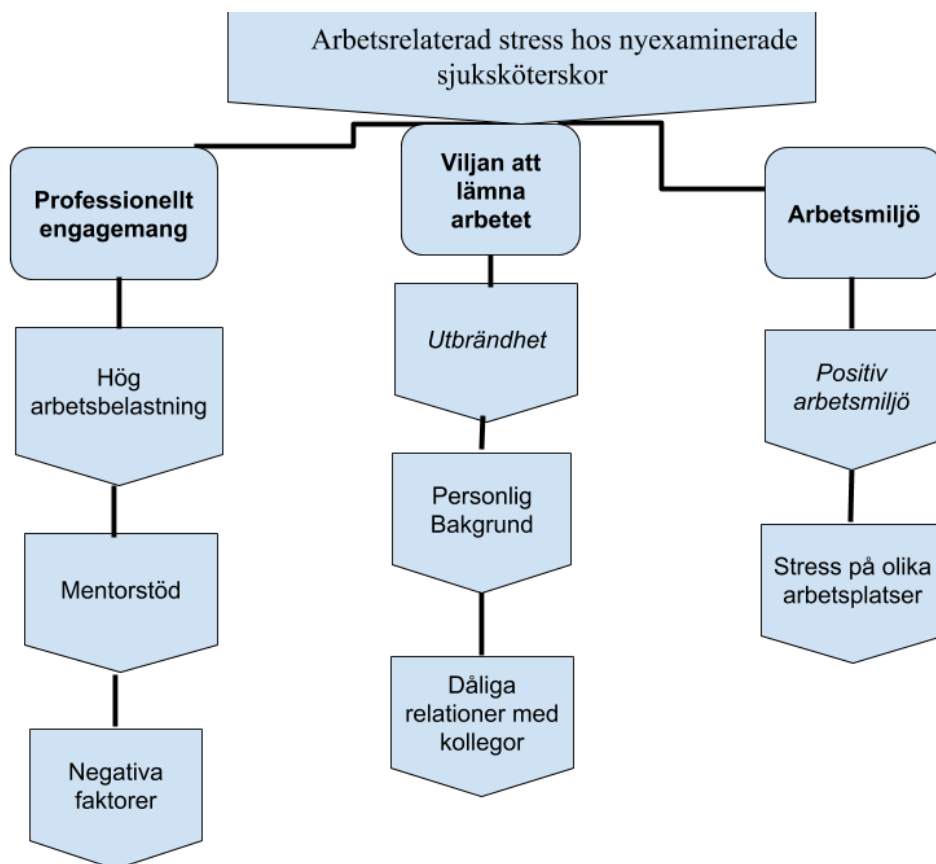 Arbetsrelaterad stress hos nyexaminerade
sjuksköterskor
Professionellt
engagemang
Viljan att
lämna
arbetet
Arbetsmiljö
Hög
arbetsbelastning
Utbrändhet
Positiv
arbetsmiljö
Mentorstöd
Personlig
Bakgrund
Stress på olika
arbetsplatser
Negativa
faktorer
Dåliga
relationer med
kollegor